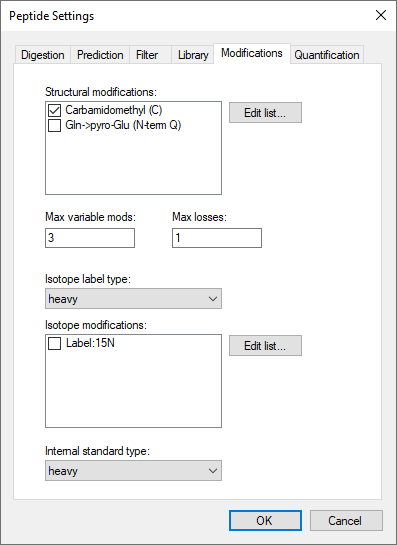 Peptide Settings
Digestion Prediction Filter Library Modifications Quantification
Structural modifications:
Carbamidomethyl (C)
Gln->pyro-Glu (N-term Q)
Edit list...
Max variable mods: Max losses:
3 1
Isotope label type:
heavy
Isotope modifications:
Label:15N
Edit list...
Internal standard type:
heavy
OK Cancel